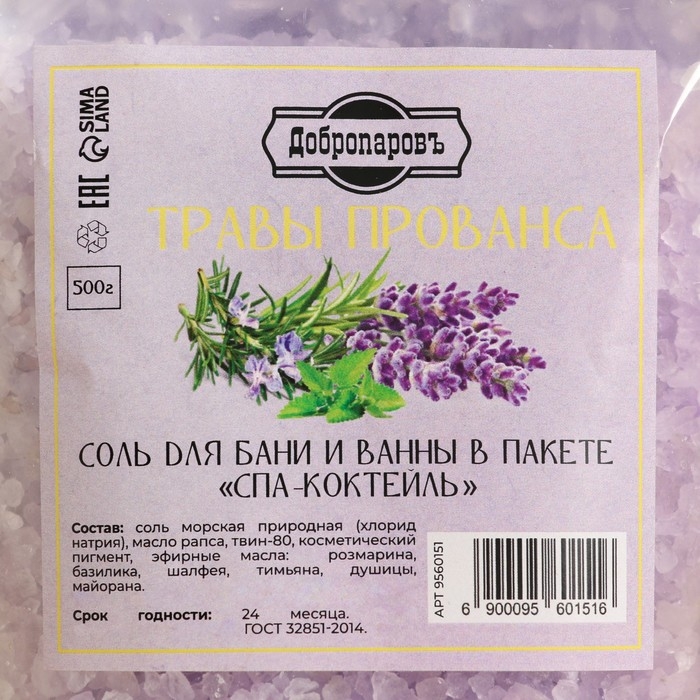 SIMA
LAND
EAC
500г
Добропаровъ
ТРАВЫ ПРОВАНСА
СОЛЬ ДЛЯ БАНИ И ВАННЫ В ПАКЕТЕ
«СПА-КОКТЕЙЛЬ»
Состав: соль морская природная (хлорид
натрия), масло рапса, твин-80, косметический
пигмент, эфирные масла: розмарина,
базилика, шалфея, тимьяна, душицы,
майорана.
Срок годности: 24 месяца.
ГОСТ 32851-2014.
АРТ 9560151
6 900095 601516